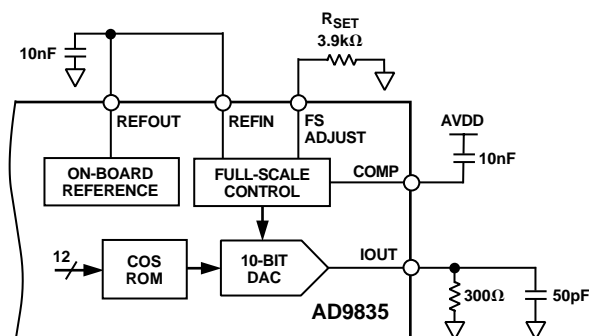 R_SET
3.9kΩ
10nF
REFOUT
REFIN
FS
ADJUST
AVDD
10nF
ON-BOARD
REFERENCE
FULL-SCALE
CONTROL
COMP
12
COS
ROM
10-BIT
DAC
IOUT
300Ω
50pF
AD9835